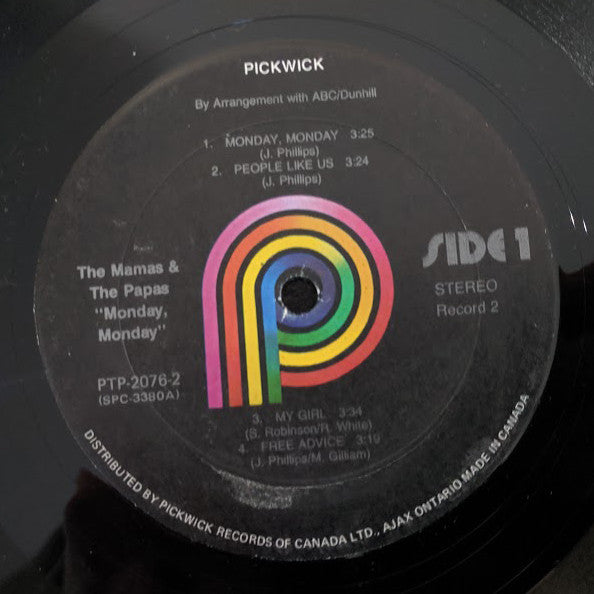 PICKWICK
By Arrangement with ABC/Dunhill
1. MONDAY, MONDAY 3:25
(J. Phillips)
2. PEOPLE LIKE US 3:24
(J. Phillips)
The Mamas &
The Papas
"Monday,
Monday"
PTP-2076-2
(SPC-3380A)
SIDE 1
STEREO
Record 2
3. MY GIRL 3:34
(S. Robinson/R. White)
4. FREE ADVICE 3:19
(J. Phillips/M. Gilliam)
DISTRIBUTED BY PICKWICK RECORDS OF CANADA LTD., AJAX ONTARIO MADE IN CANADA